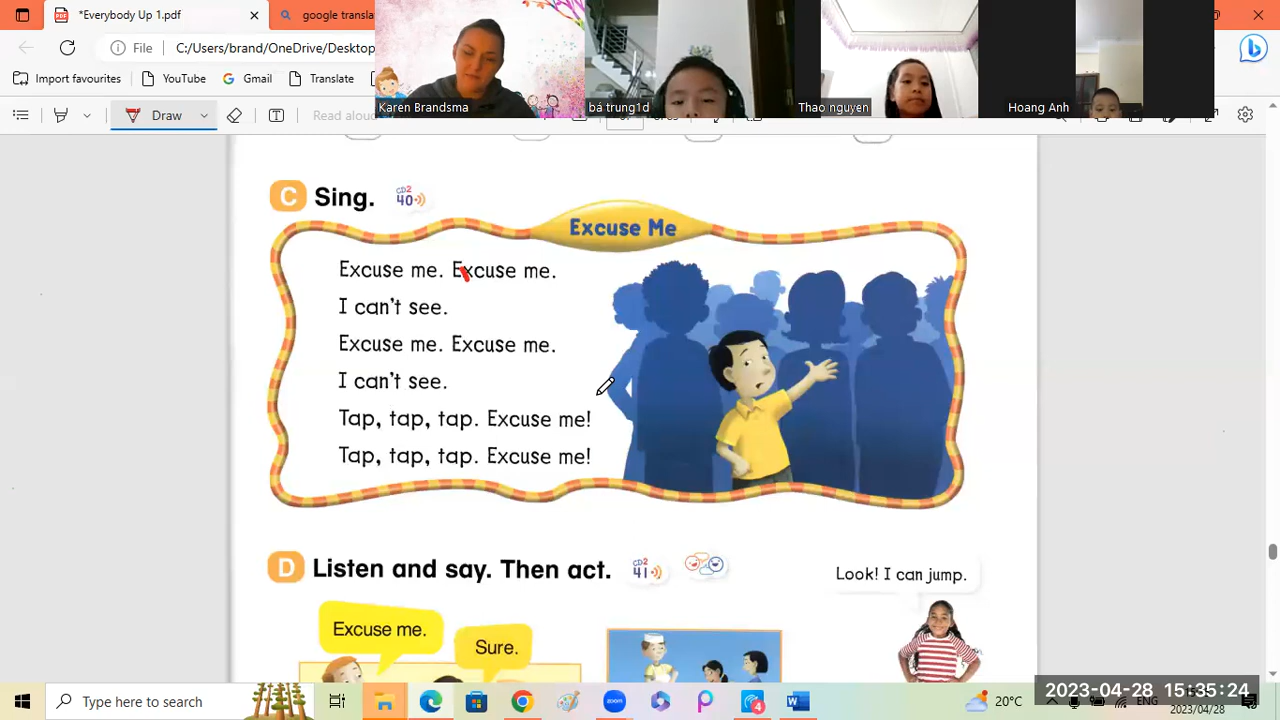 *Everybody Up 1.pdf
google transla
File
C:/Users/brand/OneDrive/Desktop
Import favourites
YouTube
Gmail
Translate
Karen Brandsma
bá trung1d
Thao nguyen
Hoang Anh
Draw
Read aloud
C Sing. CD2 40
Excuse Me
Excuse me. Excuse me.
I can't see.
Excuse me. Excuse me.
I can't see.
Tap, tap, tap. Excuse me!
Tap, tap, tap. Excuse me!
D Listen and say. Then act. CD2 41
Look! I can jump.
Excuse me.
Sure.
Type here to search
zoom
4
20°C
ENG
2023-04-28 15:35:24
2023/04/28